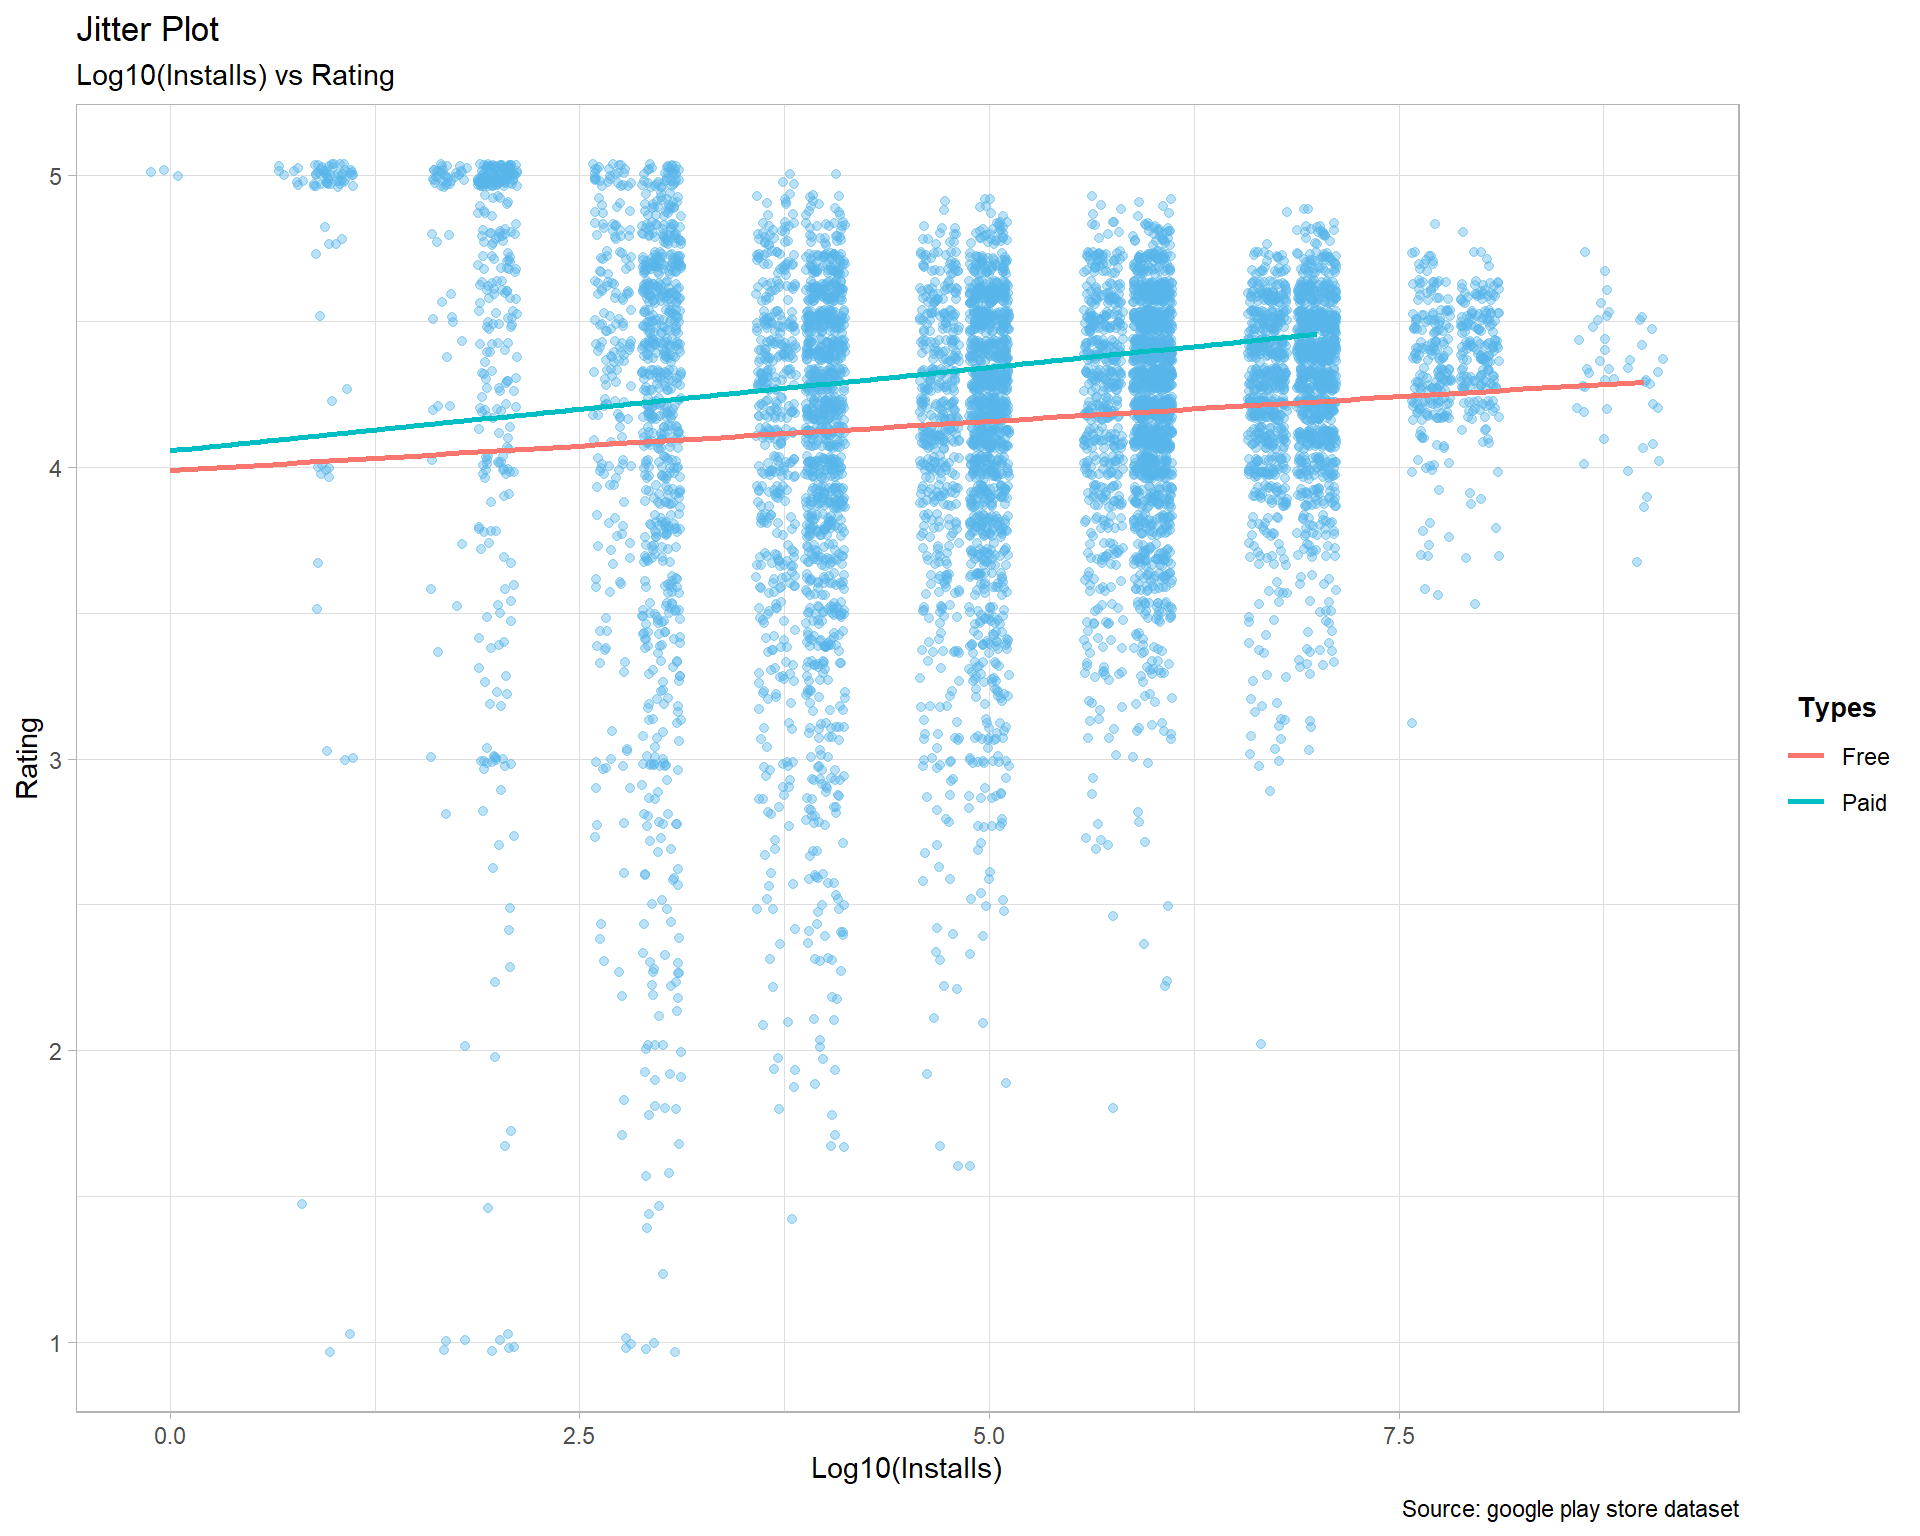 Jitter Plot
Log10(Installs) vs Rating
5
4
3
2
1
Rating
0.0
2.5
5.0
7.5
Log10(Installs)
Types
Free
Paid
Source: google play store dataset